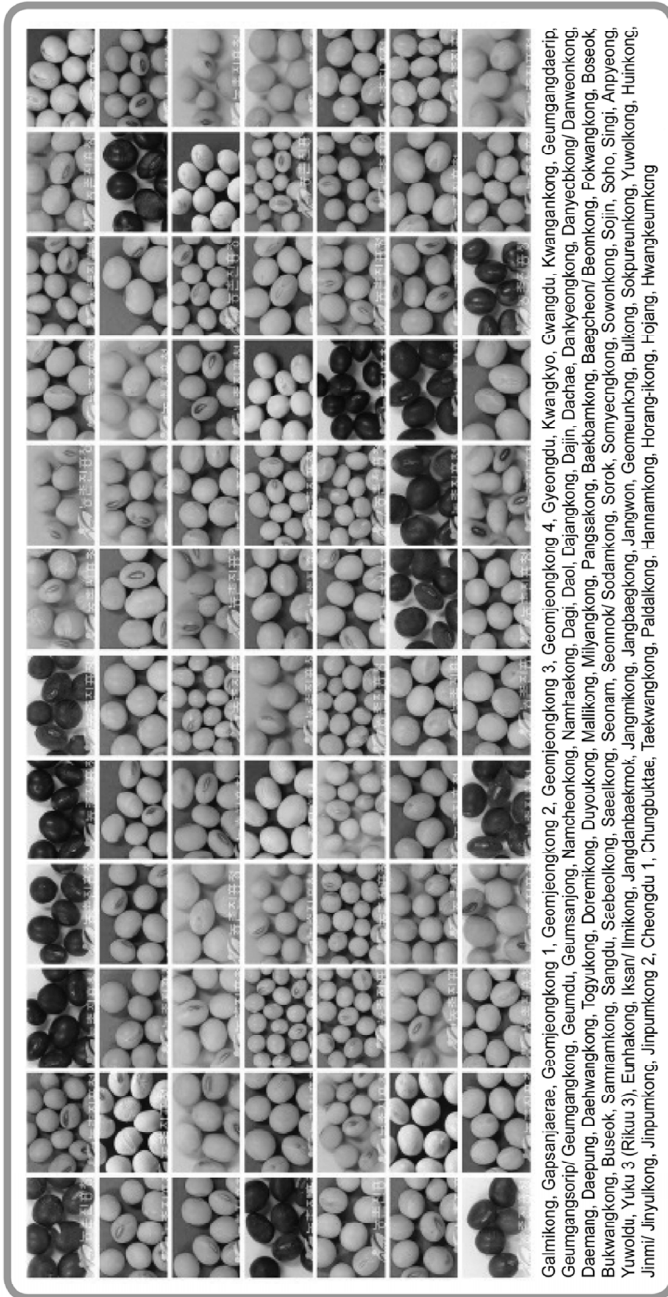 Galmikong, Gapsanjaerae, Geomjeongkong 1, Geomjeongkong 2, Geomjeongkong 3, Geomjeongkong 4, Gyeongdu, Kwangkyo, Gwangdu, Kwangankong, Geumgangdaerip,
Geumgangsorip/ Geumgangkong, Geumdu, Geumsanjong, Namcheonkong, Namhaekong, Dagi, Daol, Dajangkong, Dajin, Dachae, Dankyeongkong, Danyeobkong/ Danweonkong,
Daemang, Daepung, Daehwangkong, Togyukong, Doremikong, Duyoukong, Mallikong, Milyangkong, Pangsakong, Baekbamkong, Baegcheon/ Beomkong, Pokwangkong, Boseok,
Bukwangkong, Buseok, Samnamkong, Sangdu, Saebeolkong, Saealkong, Seonam, Seonnok/ Sodamkong, Sorok, Somyeongkong, Sowonkong, Sojin, Soho, Singi, Anpyeong,
Yuwoldu, Yuku 3 (Rikuu 3), Eunhakong, Iksan/ Ilmikong, Jangdanbaekmok, Jangmikong, Jangbaegkong, Jangwon, Geomeunkong, Bulkong, Sokpureunkong, Yuwolkong, Huinkong,
Jinmi/ Jinyulkong, Jinpumkong, Jinpumkong 2, Cheongdu 1, Chungbuktae, Taekwangkong, Paldalkong, Hannamkong, Horang-ikong, Hojang, Hwangkeumkong